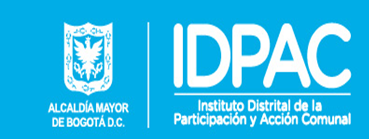 ALCALDÍA MAYOR
DE BOGOTÁ D.C.
IDPAC
Instituto Distrital de la
Participación y Acción Comunal